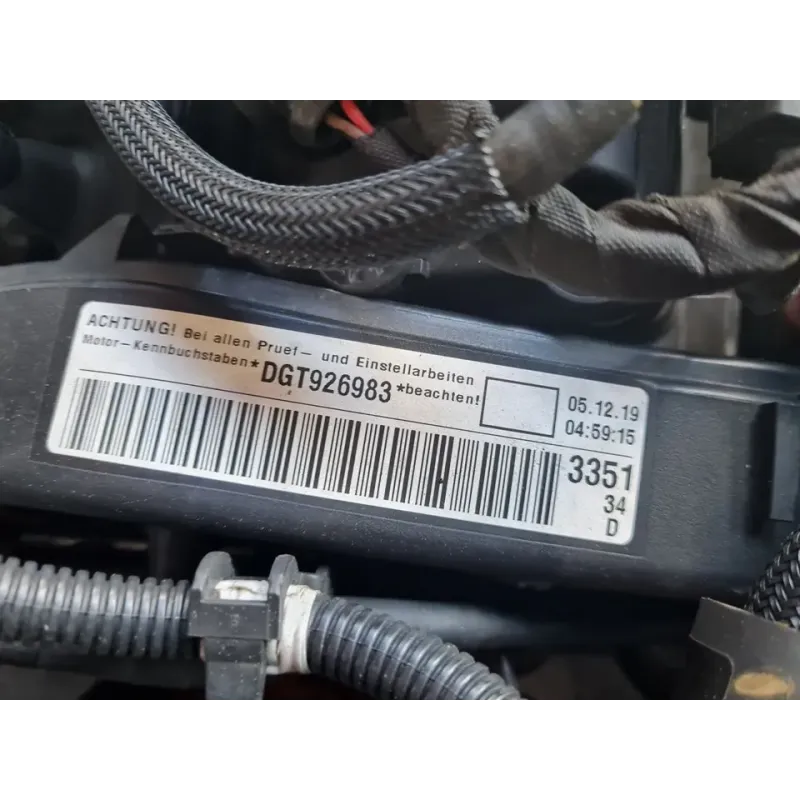 ACHTUNG! Bei allen Pruef- und Einstellarbeiten
Motor-Kennbuchstaben*DGT926983*beachten!
05.12.19
04:59:15
3351
34
D